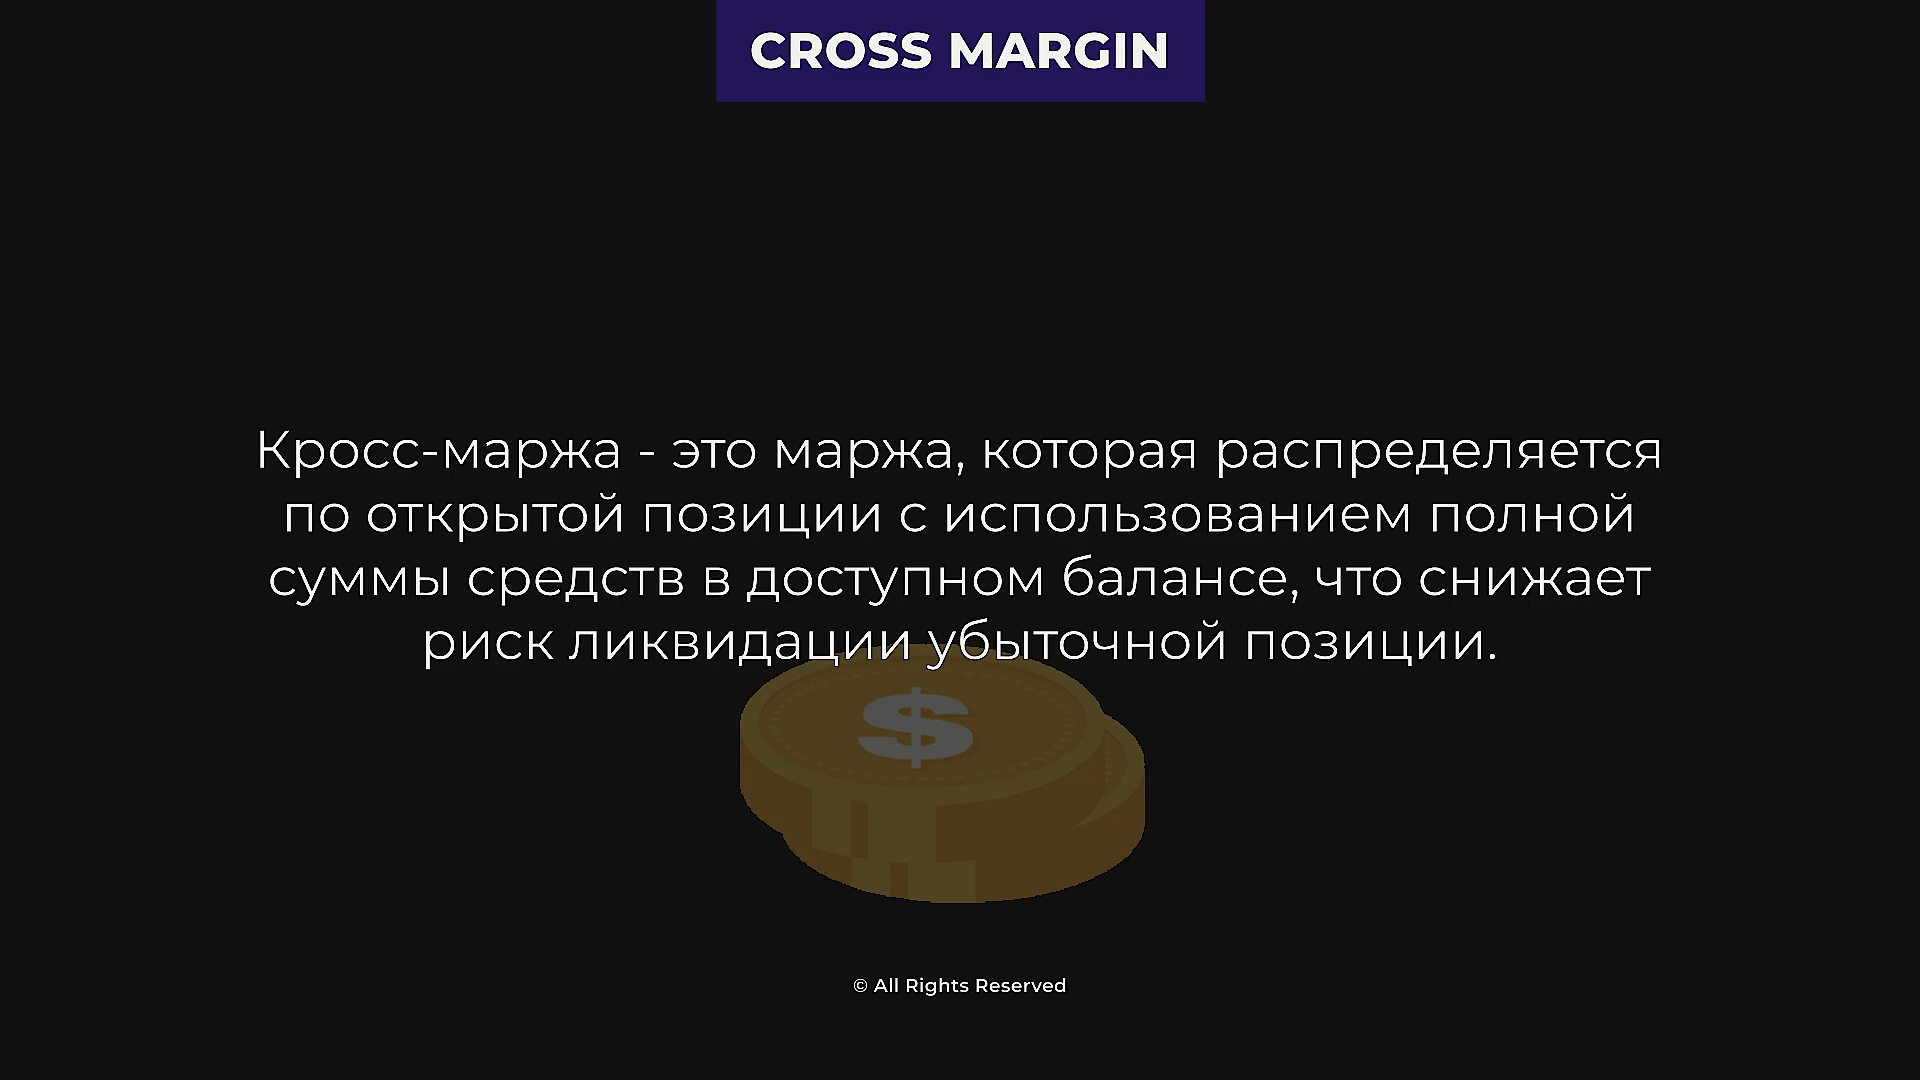 CROSS MARGIN
Кросс-маржа - это маржа, которая распределяется
по открытой позиции с использованием полной
суммы средств в доступном балансе, что снижает
риск ликвидации убыточной позиции.
$
© All Rights Reserved